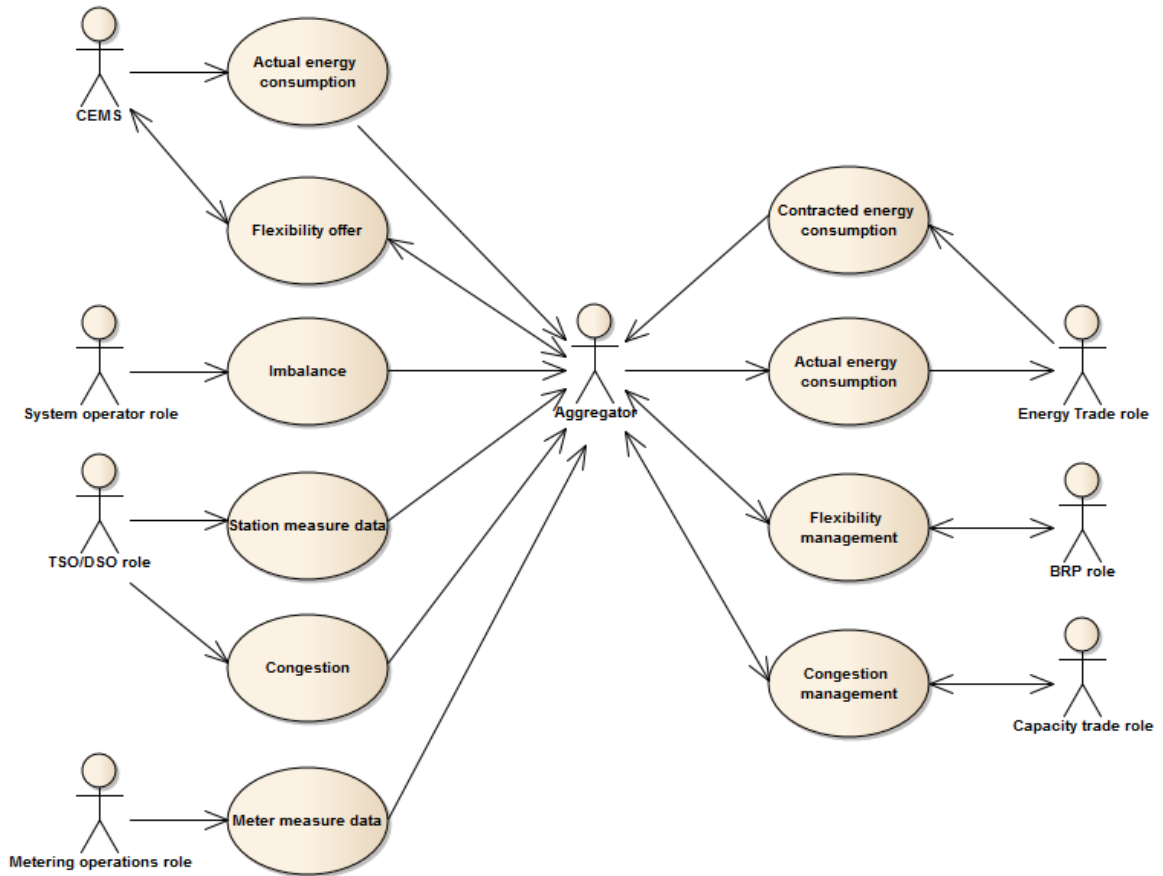 Actual energy
consumption
CEMS
Flexibility offer
Contracted energy
consumption
Imbalance
Actual energy
consumption
System operator role
Aggregator
Energy Trade role
Station measure data
Flexibility
management
TSO/DSO role
BRP role
Congestion
Congestion
management
Capacity trade role
Meter measure data
Metering operations role